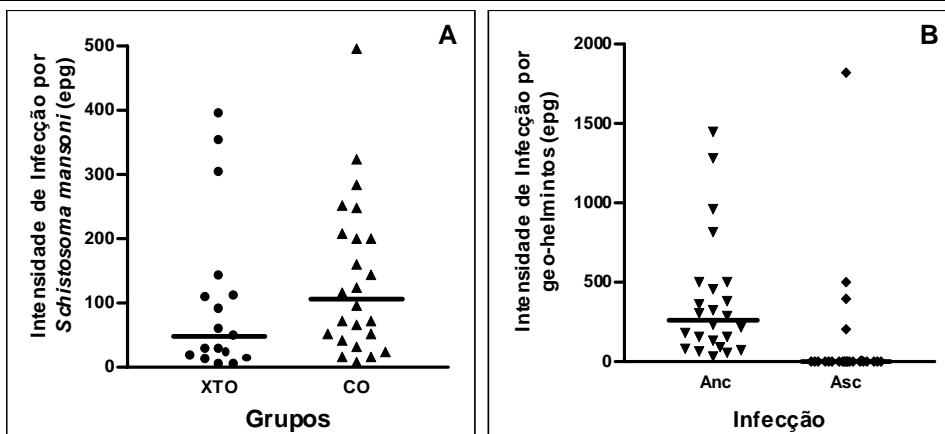 A
Intensidade de Infecção por
Schistosoma mansoni (epg)
500
400
300
200
100
0
XTO
CO
Grupos
B
Intensidade de Infecção por
geo-helmintos (epg)
2000
1500
1000
500
0
Anc
Asc
Infecção